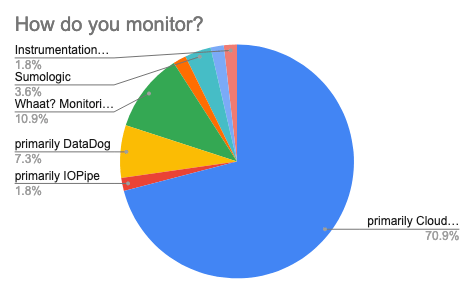 How do you monitor?
Instrumentation…
1.8%
Sumologic
3.6%
Whaat? Monitori…
10.9%
primarily DataDog
7.3%
primarily IOPipe
1.8%
primarily Cloud…
70.9%